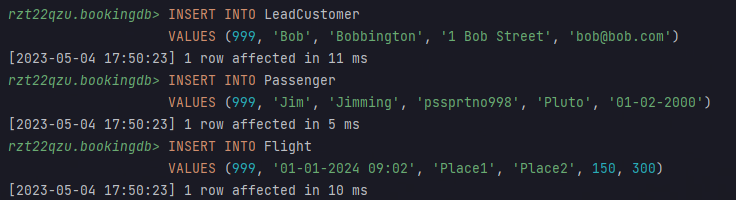 rzt22qzu.bookingdb> INSERT INTO LeadCustomer
VALUES (999, 'Bob', 'Bobbington', '1 Bob Street', 'bob@bob.com')
[2023-05-04 17:50:23] 1 row affected in 11 ms
rzt22qzu.bookingdb> INSERT INTO Passenger
VALUES (999, 'Jim', 'Jimming', 'pssprtno998', 'Pluto', '01-02-2000')
[2023-05-04 17:50:23] 1 row affected in 5 ms
rzt22qzu.bookingdb> INSERT INTO Flight
VALUES (999, '01-01-2024 09:02', 'Place1', 'Place2', 150, 300)
[2023-05-04 17:50:23] 1 row affected in 10 ms